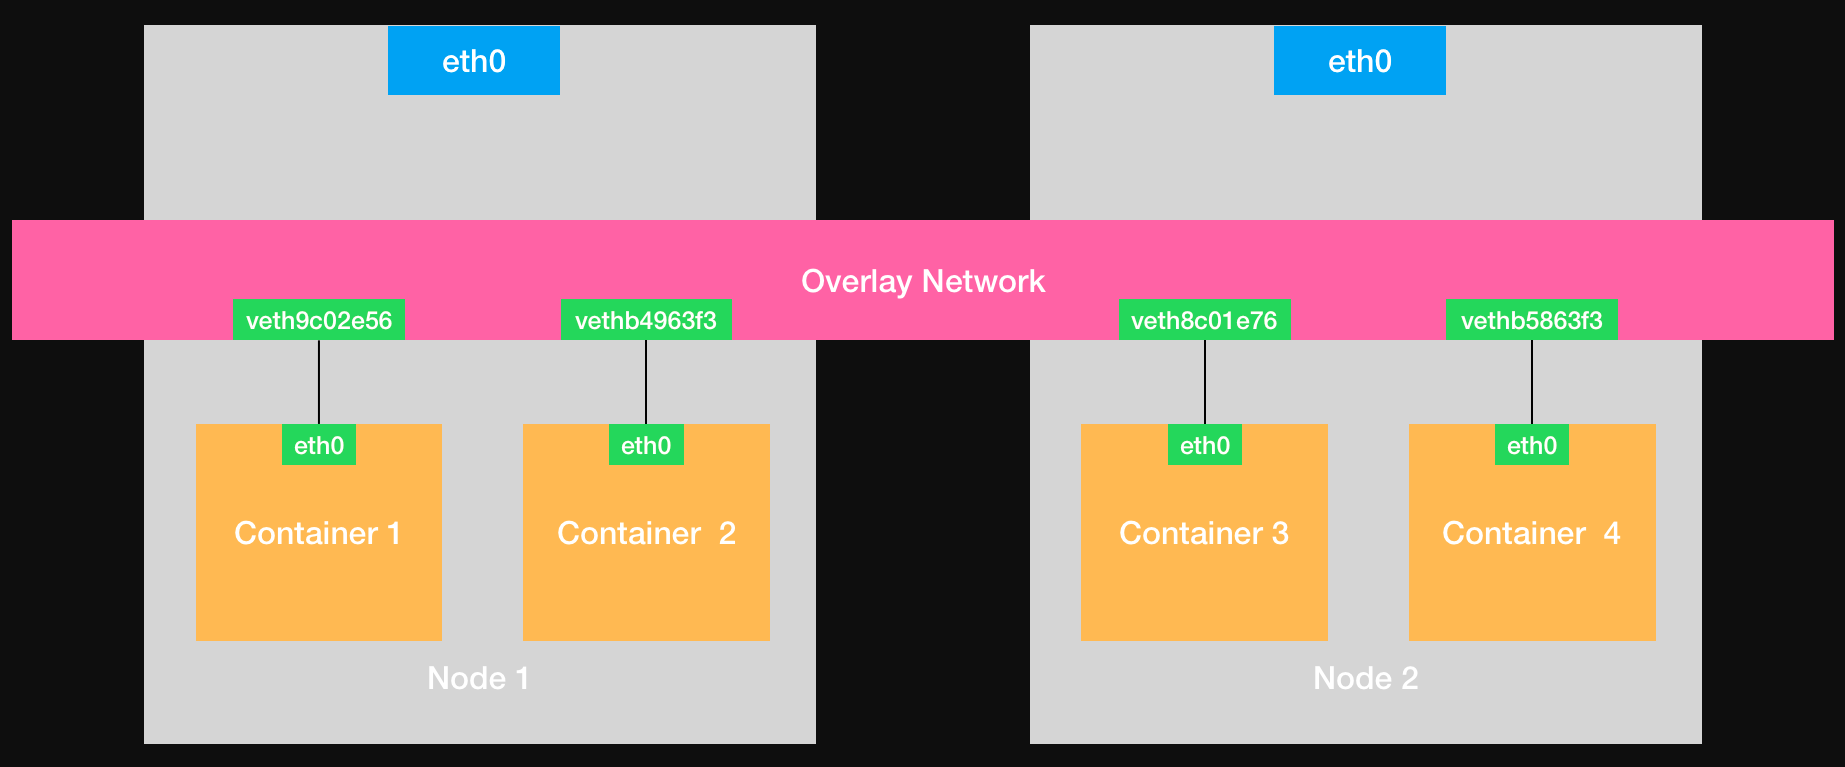 eth0
eth0
Overlay Network
veth9c02e56
vethb4963f3
veth8c01e76
vethb5863f3
eth0
eth0
eth0
eth0
Container 1
Container  2
Container 3
Container  4
Node 1
Node 2